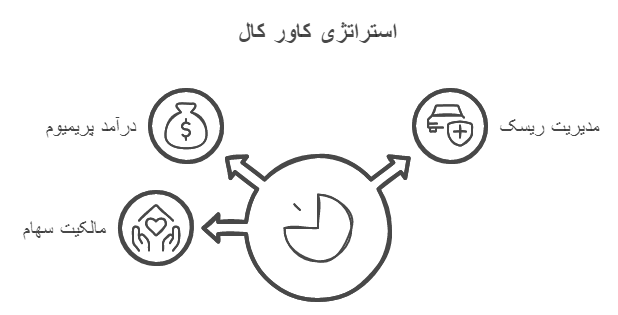 استراتژی کاور کال
مدیریت ریسک
درآمد پریمیوم
$
مالکیت سهام